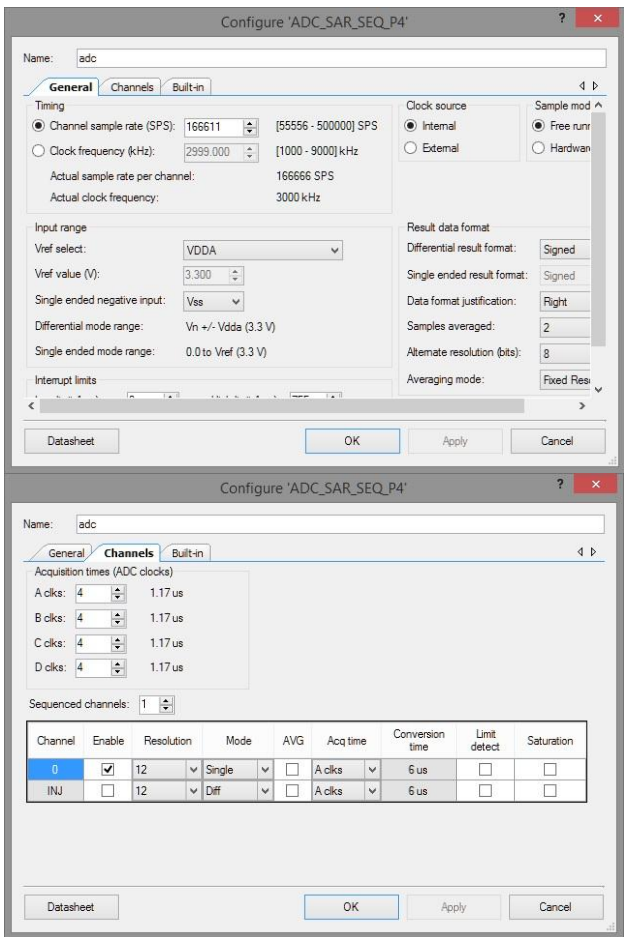 Configure 'ADC_SAR_SEQ_P4'
? ×
Name: adc
General Channels Built-in
Timing
Channel sample rate (SPS): 166611 [55556 - 500000] SPS
Clock frequency (kHz): 2999.000 [1000 - 9000] kHz
Actual sample rate per channel: 166666 SPS
Actual clock frequency: 3000 kHz
Clock source
Internal
External
Sample mod
Free runr
Hardwar
Input range
Vref select: VDDA
Vref value (V): 3.300
Single ended negative input: Vss
Differential mode range: Vn +/- Vdda (3.3 V)
Single ended mode range: 0.0 to Vref (3.3 V)
Result data format
Differential result format: Signed
Single ended result format: Signed
Data format justification: Right
Samples averaged: 2
Alternate resolution (bits): 8
Averaging mode: Fixed Res
Interrupt limits
Datasheet OK Apply Cancel
Configure 'ADC_SAR_SEQ_P4'
? ×
Name: adc
General Channels Built-in
Acquisition times (ADC clocks)
A clks: 4 1.17 us
B clks: 4 1.17 us
C clks: 4 1.17 us
D clks: 4 1.17 us
Sequenced channels: 1
Channel Enable Resolution Mode AVG Acq time Conversion time Limit detect Saturation
0 12 Single A clks 6 us
INJ 12 Diff A clks 6 us
Datasheet OK Apply Cancel